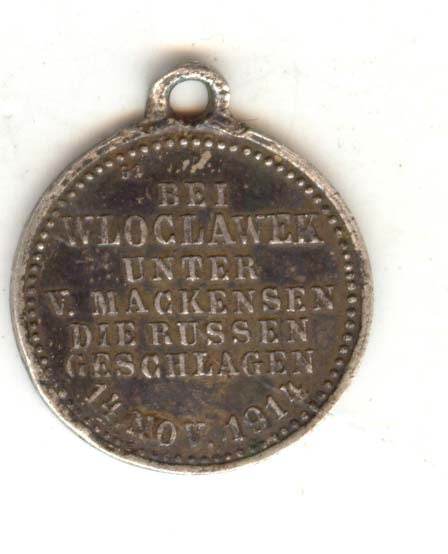 BEI
WLOCLAWEK
UNTER
V. MACKENSEN
DIE RUSSEN
GESCHLAGEN
14 NOV. 1914